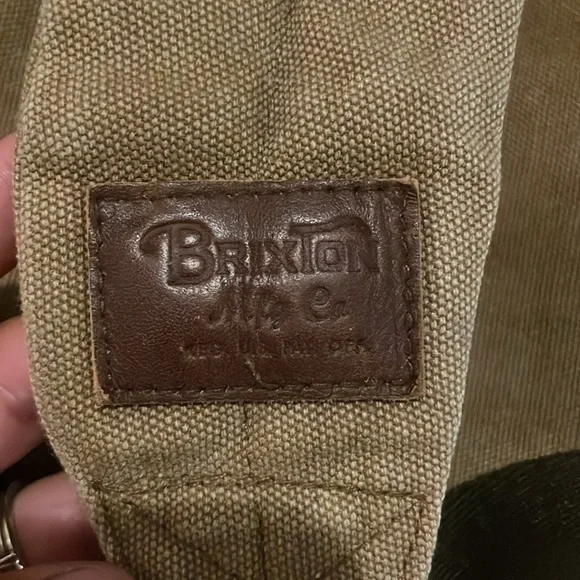 BRIXTON
Mfg Co
REG. U.S. PAT. OFF.